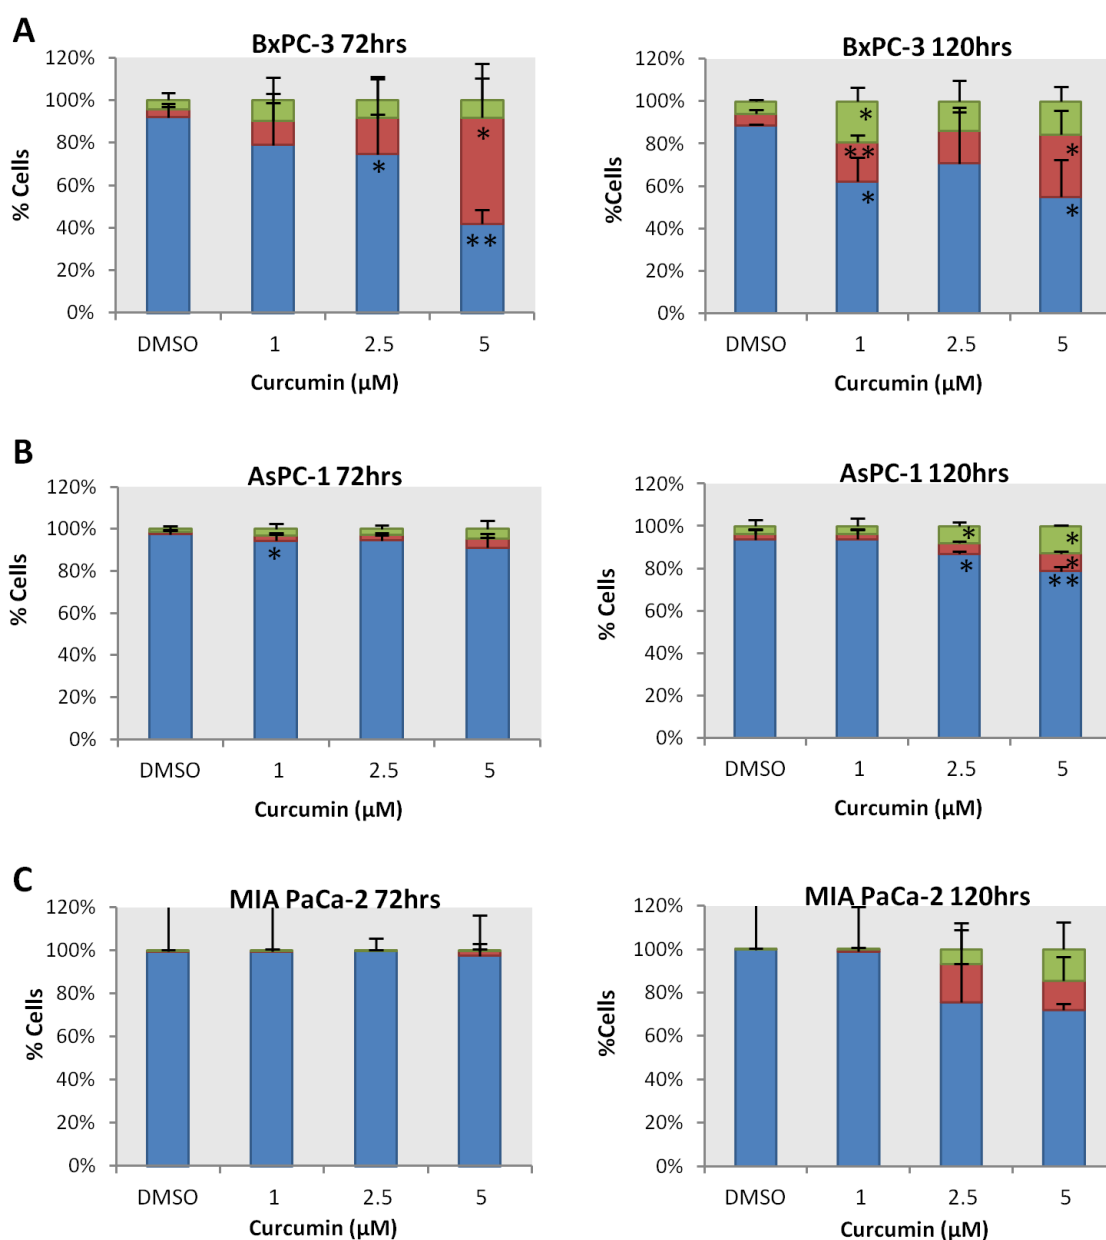 A
BxPC-3 72hrs
120%
100%
80%
60%
40%
20%
0%
% Cells
*
**
*
DMSO 1 2.5 5
Curcumin (µM)
BxPC-3 120hrs
120%
100%
80%
60%
40%
20%
0%
%Cells
*
**
*
*
*
DMSO 1 2.5 5
Curcumin (µM)
B
AsPC-1 72hrs
120%
100%
80%
60%
40%
20%
0%
% Cells
*
DMSO 1 2.5 5
Curcumin (µM)
AsPC-1 120hrs
120%
100%
80%
60%
40%
20%
0%
% Cells
*
*
*
*
**
DMSO 1 2.5 5
Curcumin (µM)
C
MIA PaCa-2 72hrs
120%
100%
80%
60%
40%
20%
0%
% Cells
DMSO 1 2.5 5
Curcumin (µM)
MIA PaCa-2 120hrs
120%
100%
80%
60%
40%
20%
0%
%Cells
DMSO 1 2.5 5
Curcumin (µM)